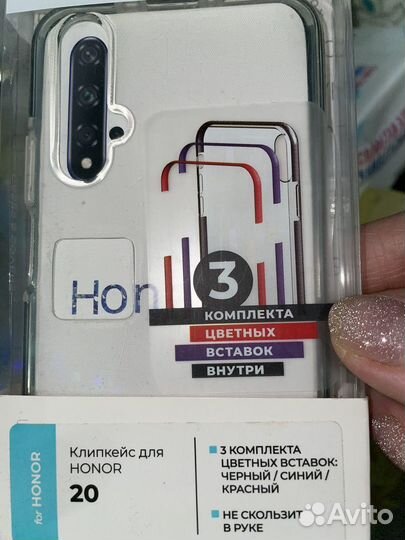 Hon
3
КОМПЛЕКТА
ЦВЕТНЫХ
ВСТАВОК
ВНУТРИ
for HONOR
Клипкейс для
HONOR
20
3 КОМПЛЕКТА
ЦВЕТНЫХ ВСТАВОК:
ЧЕРНЫЙ / СИНИЙ /
КРАСНЫЙ
НЕ СКОЛЬЗИТ
В РУКЕ
Avito